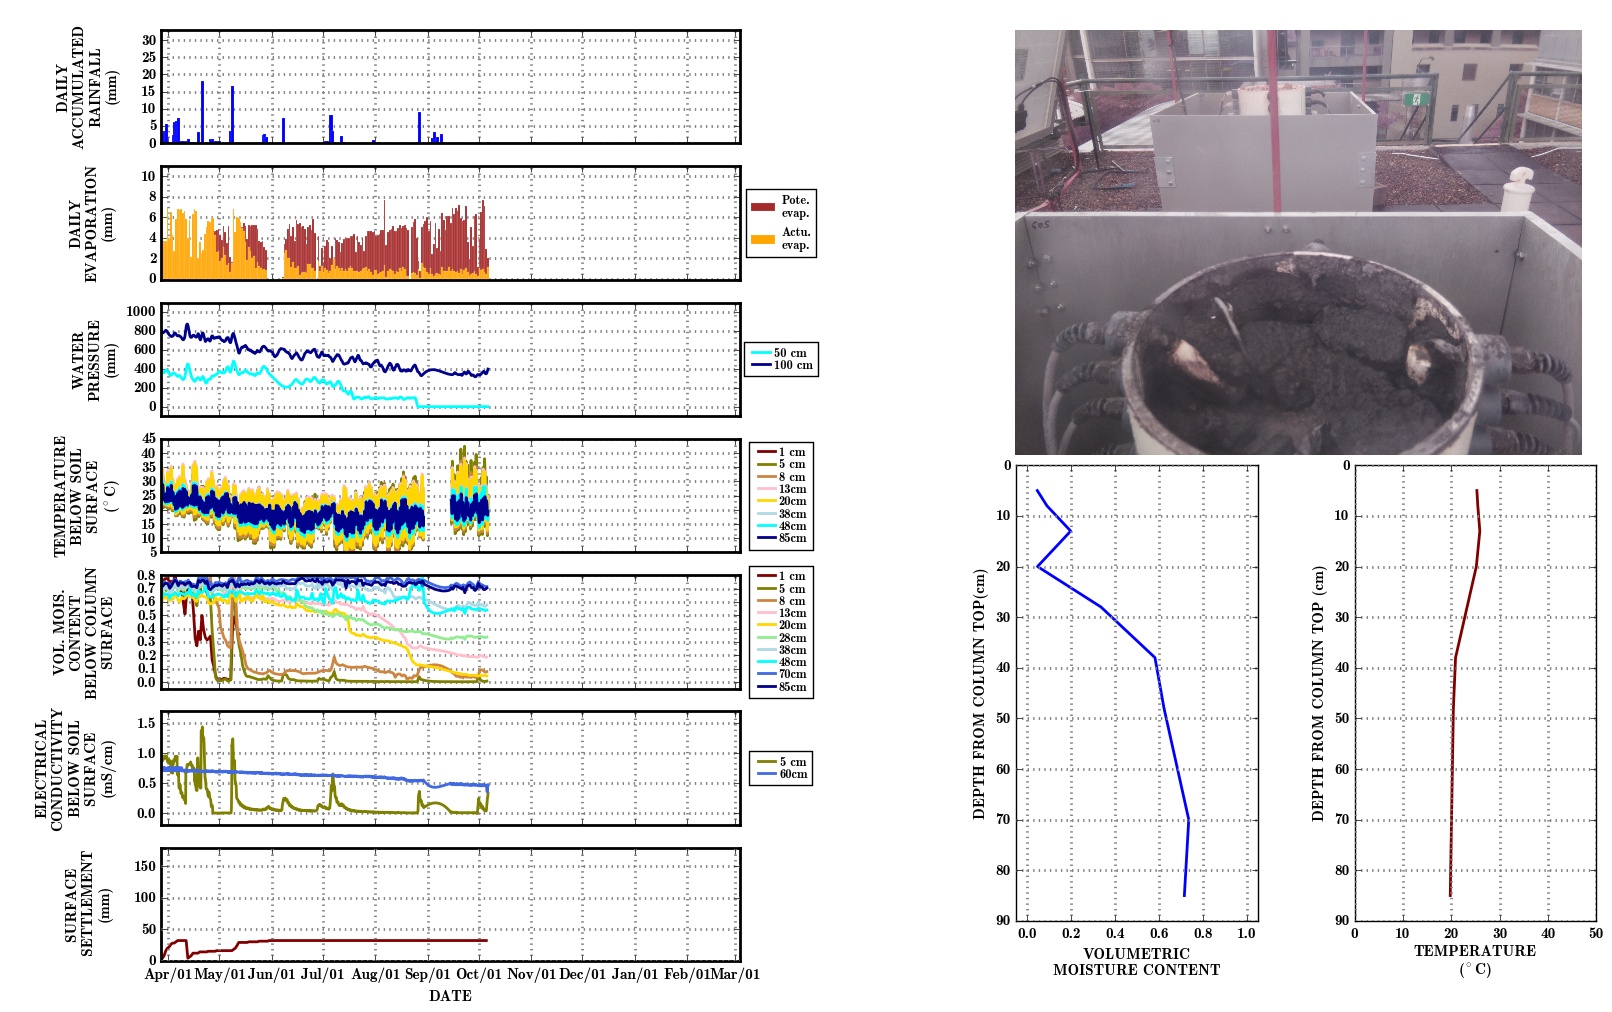 DAILY
ACCUMULATED
RAINFALL
(mm)
30
25
20
15
10
5
0
DAILY
EVAPORATION
(mm)
10
8
6
4
2
0
Pote.
evap.
Actu.
evap.
WATER
PRESSURE
(mm)
1000
800
600
400
200
0
50 cm
100 cm
TEMPERATURE
BELOW SOIL
SURFACE
(°C)
45
40
35
30
25
20
15
10
5
1 cm
5 cm
8 cm
13cm
20cm
38cm
48cm
85cm
VOL. MOIS.
CONTENT
BELOW COLUMN
SURFACE
0.8
0.7
0.6
0.5
0.4
0.3
0.2
0.1
0.0
1 cm
5 cm
8 cm
13cm
20cm
28cm
38cm
48cm
70cm
85cm
ELECTRICAL
CONDUCTIVITY
BELOW SOIL
SURFACE
(mS/cm)
1.5
1.0
0.5
0.0
5 cm
60cm
SURFACE
SETTLEMENT
(mm)
150
100
50
0
Apr/01 May/01 Jun/01 Jul/01 Aug/01 Sep/01 Oct/01 Nov/01 Dec/01 Jan/01 Feb/01 Mar/01
DATE
DEPTH FROM COLUMN TOP(cm)
0
10
20
30
40
50
60
70
80
90
0.0 0.2 0.4 0.6 0.8 1.0
VOLUMETRIC
MOISTURE CONTENT
DEPTH FROM COLUMN TOP (cm)
0
10
20
30
40
50
60
70
80
90
0 10 20 30 40 50
TEMPERATURE
(°C)